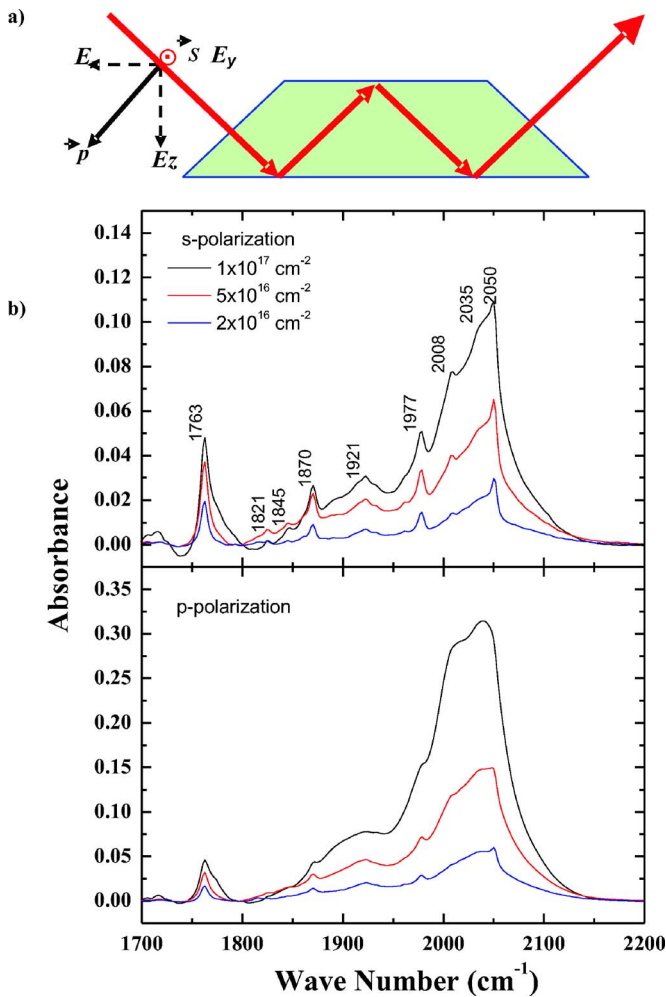 a)
E
s E_y
p
Ez
b)
Absorbance
0.14
0.12
0.10
0.08
0.06
0.04
0.02
0.00
s-polarization
1x10^17 cm^-2
5x10^16 cm^-2
2x10^16 cm^-2
1763
1821
1845
1870
1921
1977
2008
2035
2050
p-polarization
0.35
0.30
0.25
0.20
0.15
0.10
0.05
0.00
1700 1800 1900 2000 2100 2200
Wave Number (cm^-1)